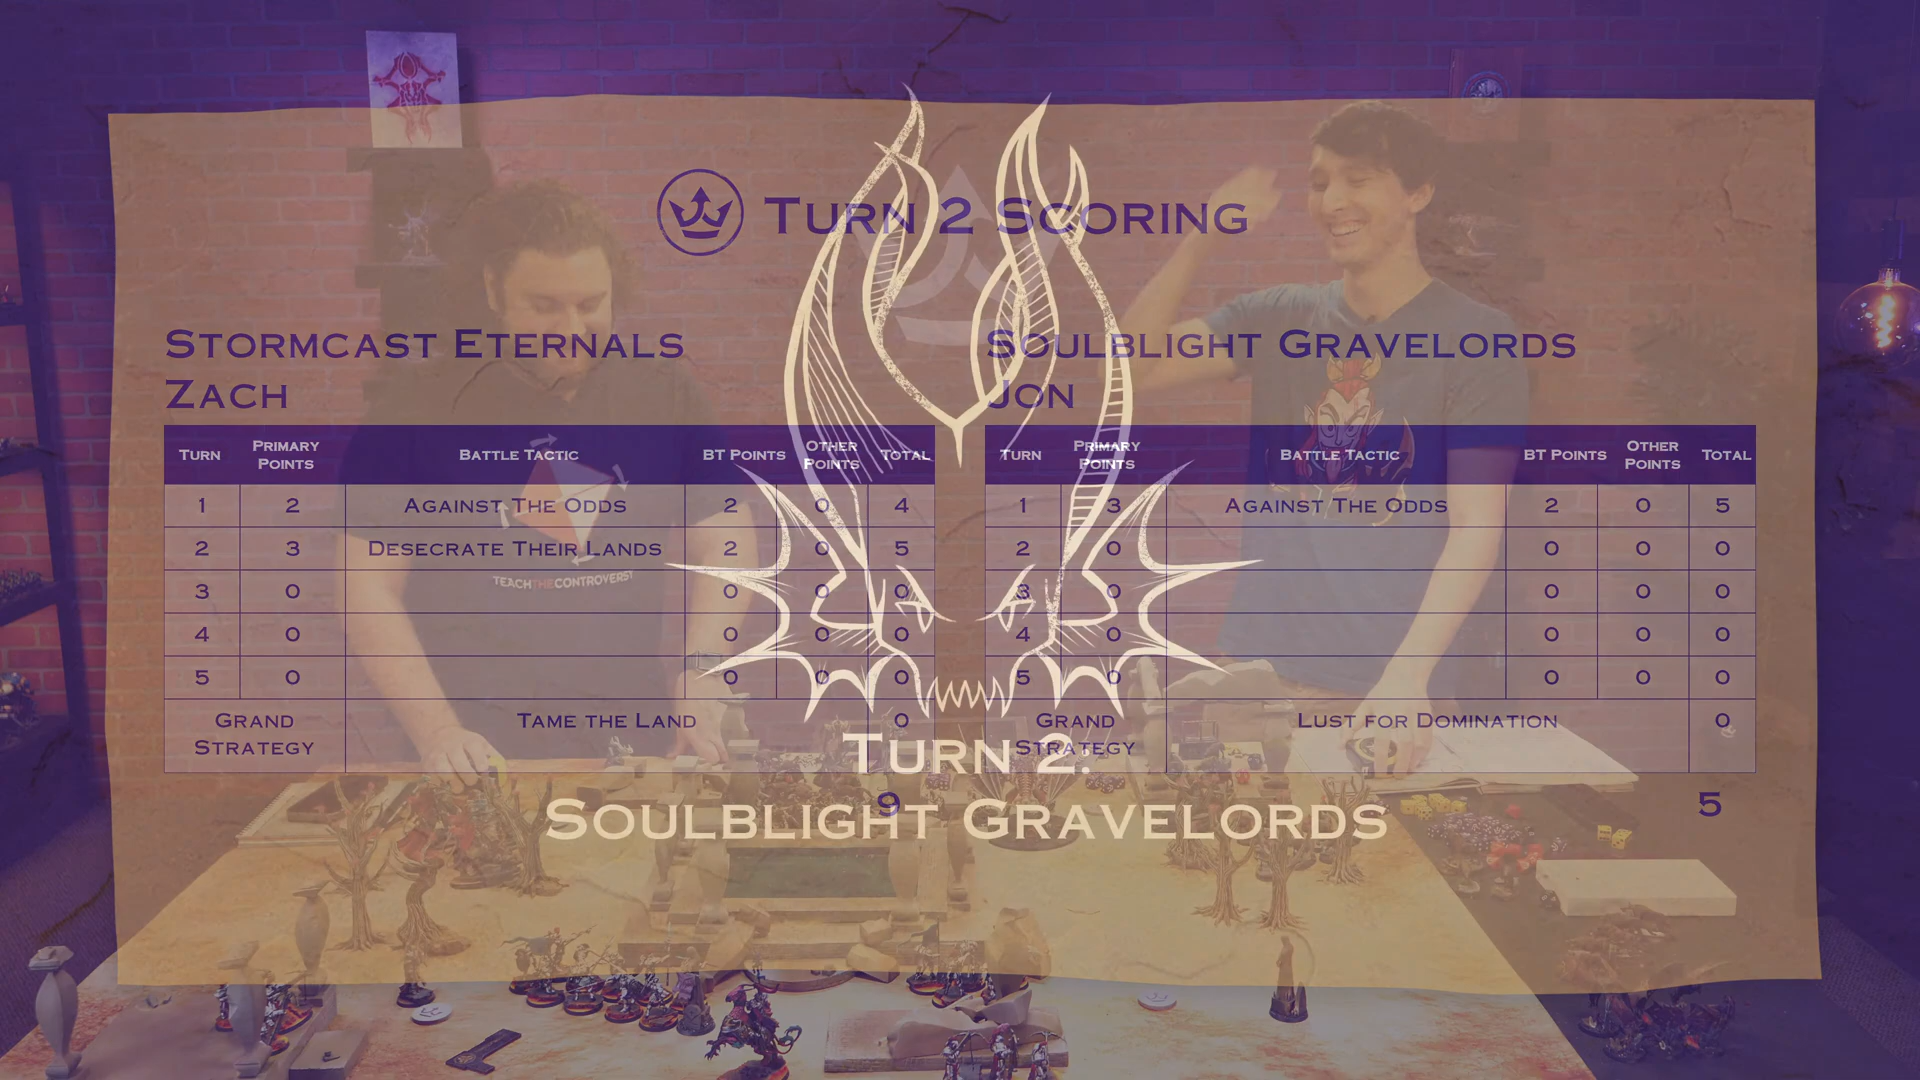 Turn 2 Scoring
Stormcast Eternals
Zach
Turn Primary Points Battle Tactic BT Points Other Points Total
1 2 Against The Odds 2 0 4
2 3 Desecrate Their Lands 2 0 5
3 0 0 0 0
4 0 0 0 0
5 0 0 0 0
Grand Strategy Tame the Land 0
9
Soulblight Gravelords
Jon
Turn Primary Points Battle Tactic BT Points Other Points Total
1 3 Against The Odds 2 0 5
2 0 0 0 0
3 0 0 0 0
4 0 0 0 0
5 0 0 0 0
Grand Strategy Lust for Domination 0
5
Turn 2:
Soulblight Gravelords
TEACHTHECONTROVERSY